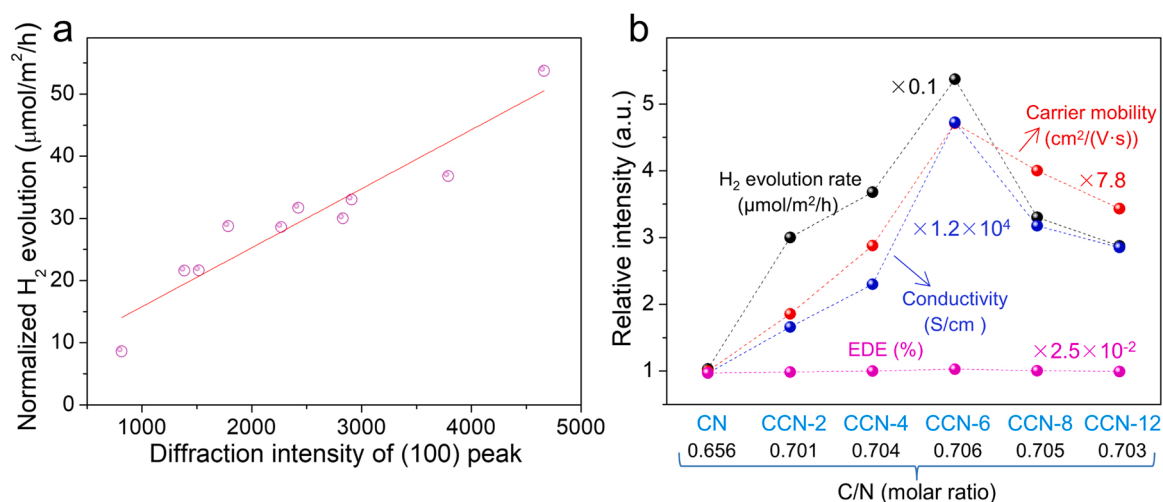 a
Normalized H2 evolution (μmol/m²/h)
50
40
30
20
10
0
1000 2000 3000 4000 5000
Diffraction intensity of (100) peak
b
Relative intensity (a.u.)
5
4
3
2
1
×0.1
Carrier mobility
(cm²/(V·s))
×7.8
H2 evolution rate
(μmol/m²/h)
×1.2×10⁴
Conductivity
(S/cm )
EDE (%)
×2.5×10⁻²
CN CCN-2 CCN-4 CCN-6 CCN-8 CCN-12
0.656 0.701 0.704 0.706 0.705 0.703
C/N (molar ratio)